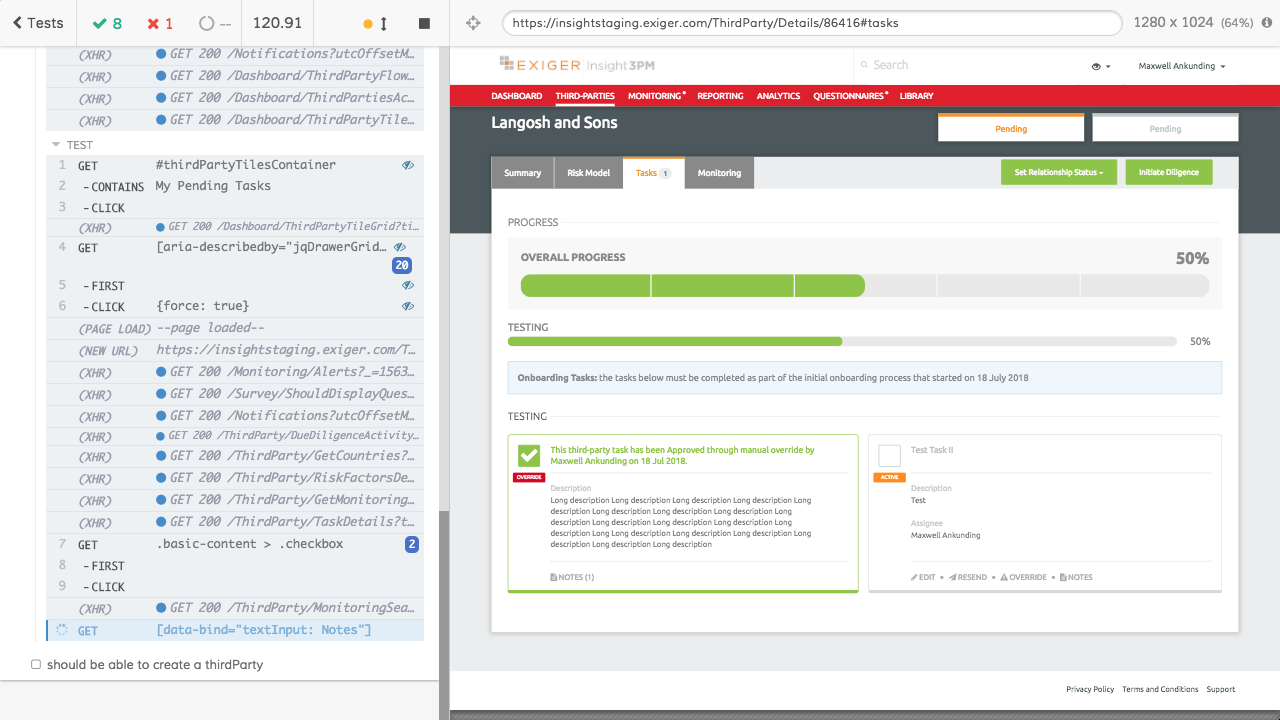 Tests
8
1
--
120.91
https://insightstaging.exiger.com/ThirdParty/Details/86416#tasks
1280 x 1024 (64%)
(XHR) GET 200 /Notifications?utcOffsetM...
(XHR) GET 200 /Dashboard/ThirdPartyFlow...
(XHR) GET 200 /Dashboard/ThirdPartiesAc...
(XHR) GET 200 /Dashboard/ThirdPartyTile...
TEST
1 GET #thirdPartyTilesContainer
2 -CONTAINS My Pending Tasks
3 -CLICK
(XHR) GET 200 /Dashboard/ThirdPartyTileGrid?ti...
4 GET [aria-describedby="jqDrawerGrid...
20
5 -FIRST
6 -CLICK {force: true}
(PAGE LOAD) --page loaded--
(NEW URL) https://insightstaging.exiger.com/T...
(XHR) GET 200 /Monitoring/Alerts?_=1563...
(XHR) GET 200 /Survey/ShouldDisplayQues...
(XHR) GET 200 /Notifications?utcOffsetM...
(XHR) GET 200 /ThirdParty/DueDiligenceActivity...
(XHR) GET 200 /ThirdParty/GetCountries?...
(XHR) GET 200 /ThirdParty/RiskFactorsDe...
(XHR) GET 200 /ThirdParty/GetMonitoring...
(XHR) GET 200 /ThirdParty/TaskDetails?t...
7 GET .basic-content > .checkbox 2
8 -FIRST
9 -CLICK
(XHR) GET 200 /ThirdParty/MonitoringSea...
GET [data-bind="textInput: Notes"]
should be able to create a thirdParty
EXIGER Insight 3PM
Search
Maxwell Ankunding
DASHBOARD THIRD-PARTIES MONITORING REPORTING ANALYTICS QUESTIONNAIRES LIBRARY
Langosh and Sons
Pending
Pending
Summary Risk Model Tasks 1 Monitoring
Set Relationship Status
Initiate Diligence
PROGRESS
OVERALL PROGRESS 50%
TESTING
50%
Onboarding Tasks: the tasks below must be completed as part of the initial onboarding process that started on 18 July 2018
TESTING
This third-party task has been Approved through manual override by
Maxwell Ankunding on 18 Jul 2018.
OVERRIDE
Description
Long description Long description Long description Long description Long
description Long description Long description Long description Long
description Long description Long description Long description Long
description Long description Long description Long description Long
description Long description Long description
NOTES (1)
Test Task II
ACTIVE
Description
Test
Assignee
Maxwell Ankunding
EDIT • RESEND • OVERRIDE • NOTES
Privacy Policy Terms and Conditions Support